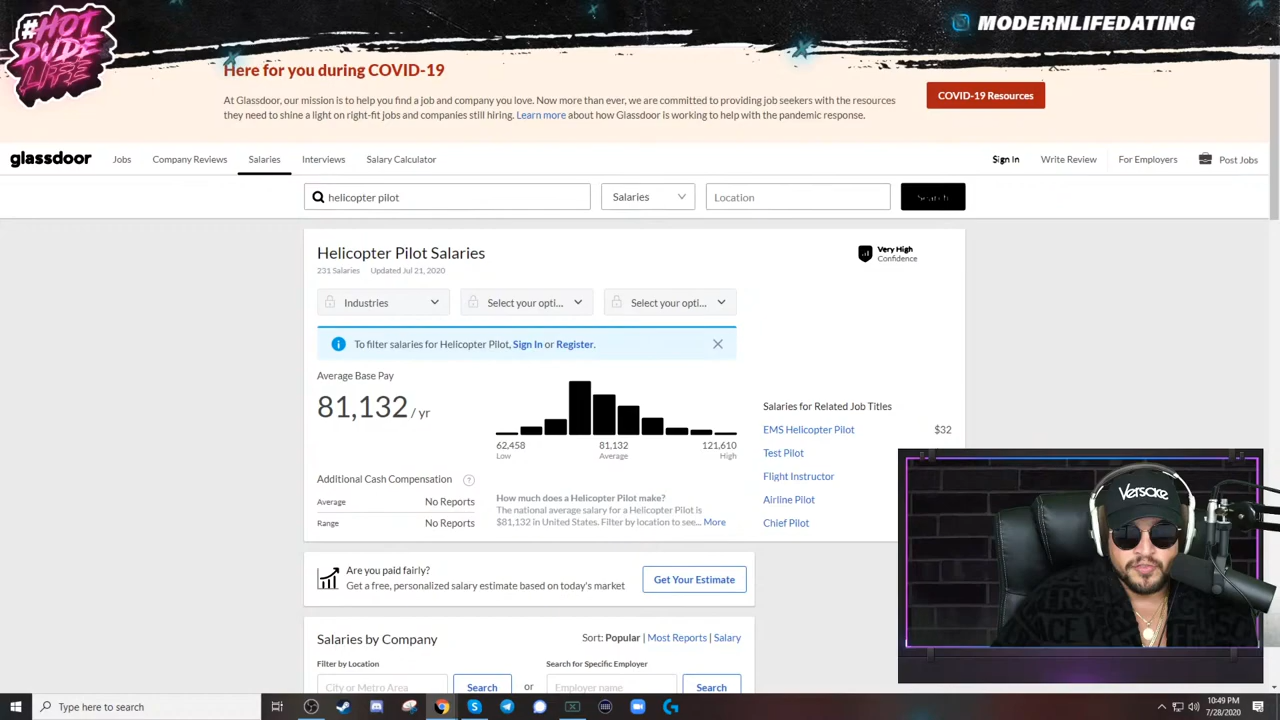 #HOT
DUDE
LIFE
MODERNLIFEDATING
Here for you during COVID-19
At Glassdoor, our mission is to help you find a job and company you love. Now more than ever, we are committed to providing job seekers with the resources
they need to shine a light on right-fit jobs and companies still hiring. Learn more about how Glassdoor is working to help with the pandemic response.
COVID-19 Resources
glassdoor Jobs Company Reviews Salaries Interviews Salary Calculator Sign In Write Review For Employers Post Jobs
helicopter pilot Salaries Location Search
Helicopter Pilot Salaries
231 Salaries Updated Jul 21, 2020
Very High
Confidence
Industries Select your opti... Select your opti...
To filter salaries for Helicopter Pilot, Sign In or Register.
Average Base Pay
81,132 / yr
62,458 81,132 121,610
Low Average High
Additional Cash Compensation ?
Average No Reports
Range No Reports
How much does a Helicopter Pilot make?
The national average salary for a Helicopter Pilot is
$81,132 in United States. Filter by location to see... More
Salaries for Related Job Titles
EMS Helicopter Pilot $32
Test Pilot
Flight Instructor
Airline Pilot
Chief Pilot
Are you paid fairly?
Get a free, personalized salary estimate based on today's market
Get Your Estimate
Salaries by Company Sort: Popular | Most Reports | Salary
Filter by Location Search for Specific Employer
City or Metro Area Search or Employer name Search
Versace
Type here to search
10:49 PM
7/28/2020